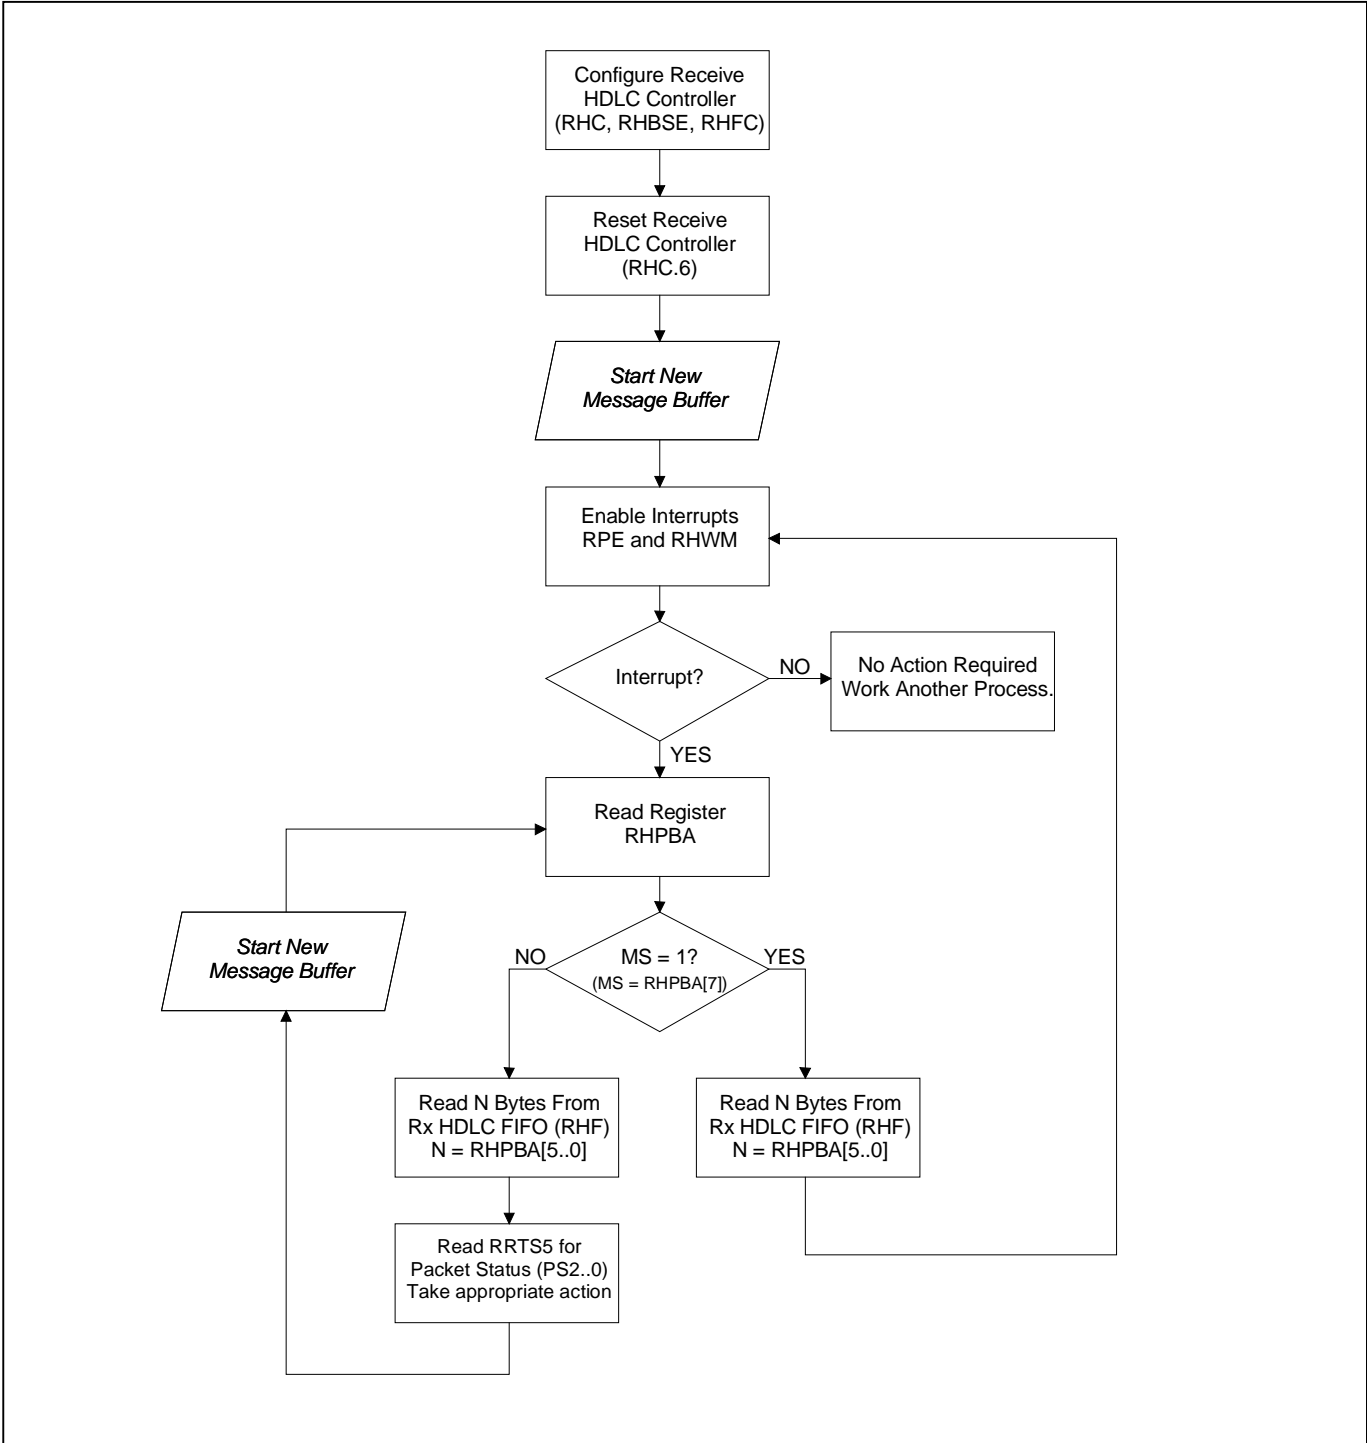 Configure Receive
HDLC Controller
(RHC, RHBSE, RHFC)
Reset Receive
HDLC Controller
(RHC.6)
Start New
Message Buffer
Enable Interrupts
RPE and RHWM
Interrupt?
NO
No Action Required
Work Another Process.
YES
Read Register
RHPBA
Start New
Message Buffer
NO
MS = 1?
(MS = RHPBA[7])
YES
Read N Bytes From
Rx HDLC FIFO (RHF)
N = RHPBA[5..0]
Read N Bytes From
Rx HDLC FIFO (RHF)
N = RHPBA[5..0]
Read RRTS5 for
Packet Status (PS2..0)
Take appropriate action